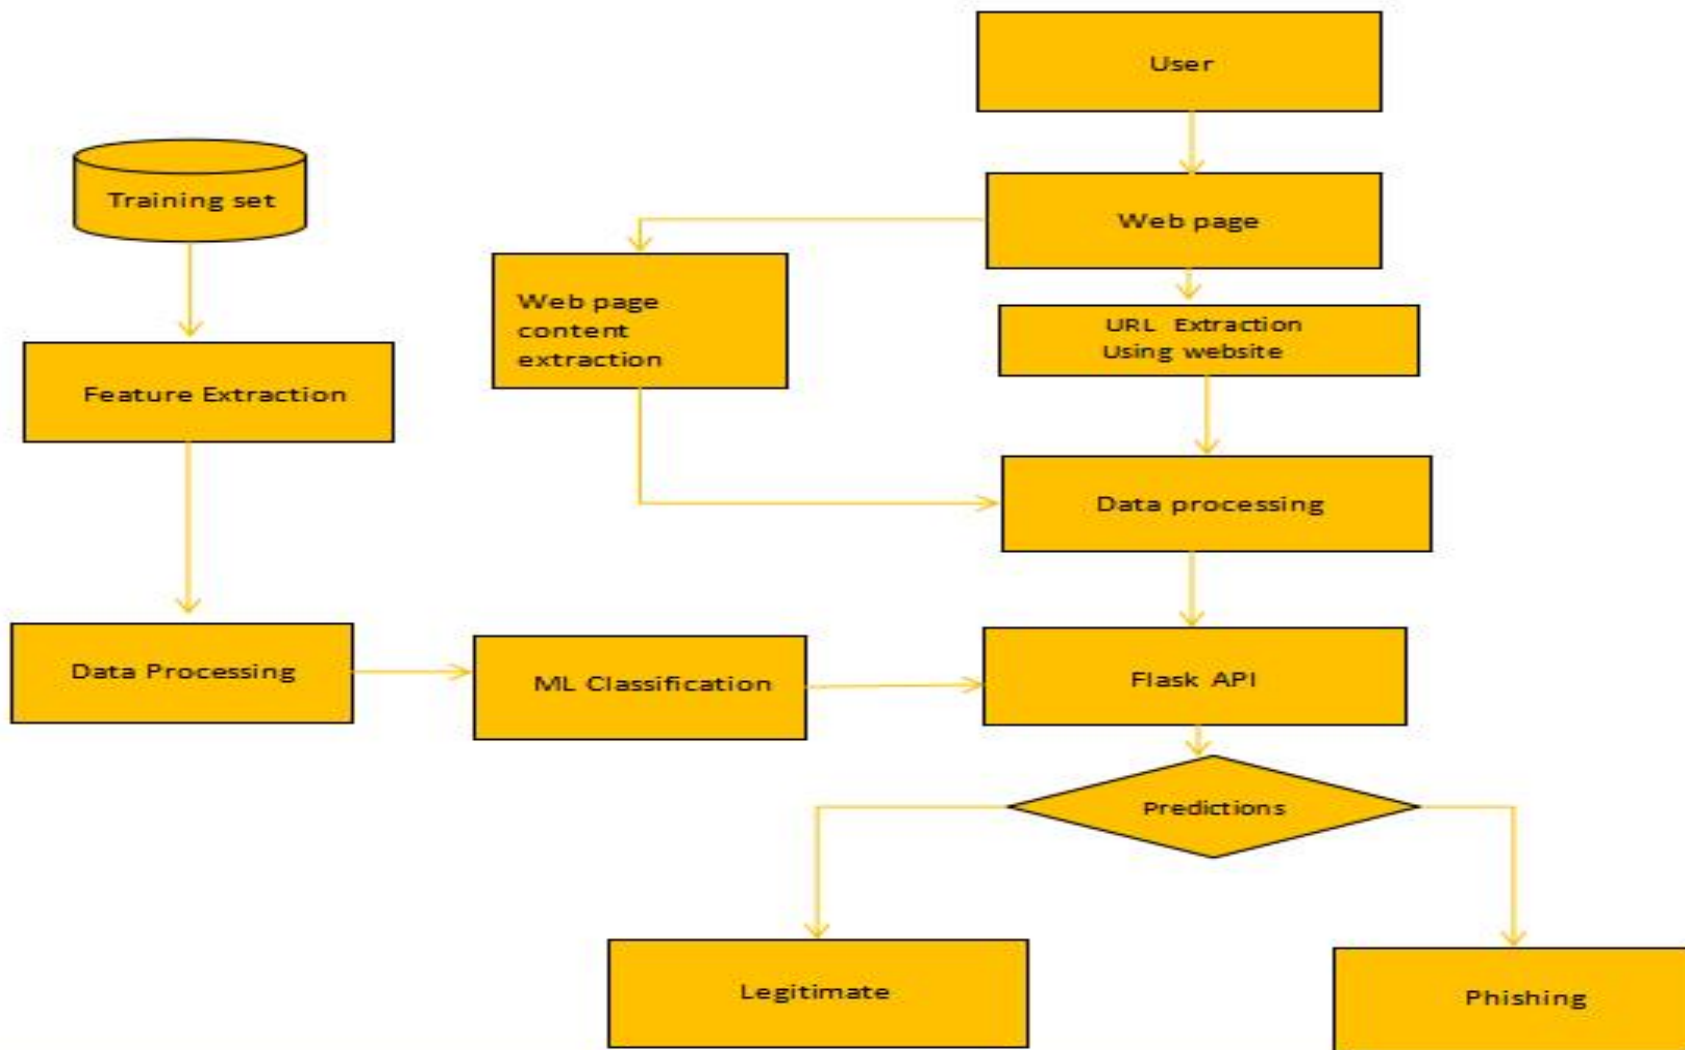 User
Training set
Web page
Web page
content
extraction
URL Extraction
Using website
Feature Extraction
Data processing
Data Processing
ML Classification
Flask API
Predictions
Legitimate
Phishing